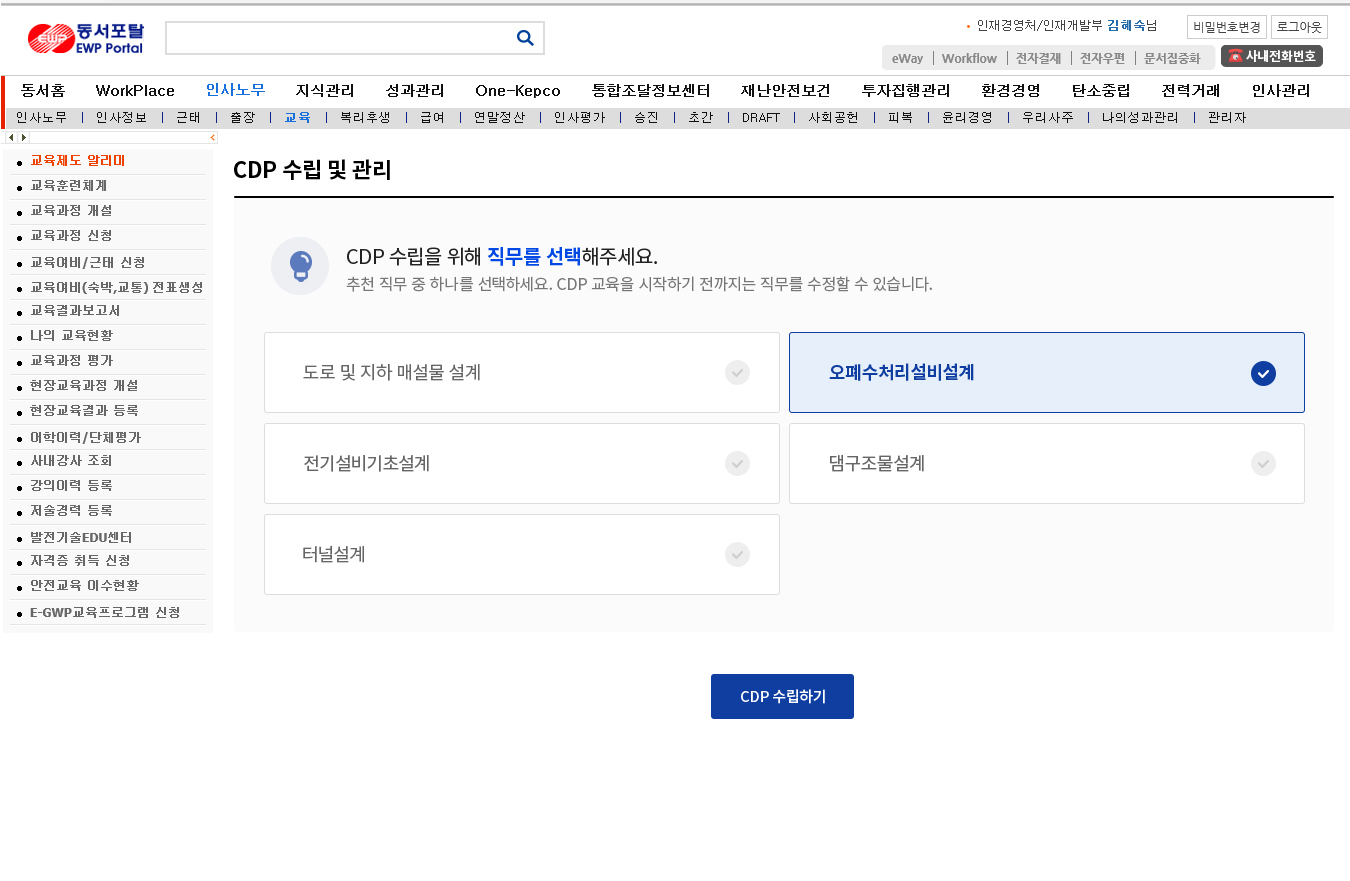 동서포탈
EWP
EWP Portal
인재경영처/인재개발부 김혜숙님
비밀번호변경
로그아웃
eWay
Workflow
전자결재
전자우편
문서집중화
사내전화번호
동서홈 WorkPlace 인사노무 지식관리 성과관리 One-Kepco 통합조달정보센터 재난안전보건 투자집행관리 환경경영 탄소중립 전력거래 인사관리
인사노무 인사정보 근태 출장 교육 복리후생 급여 연말정산 인사평가 승진 초간 DRAFT 사회공헌 피복 윤리경영 우리사주 나의성과관리 관리자
교육제도 알리미
교육훈련체계
교육과정 개설
교육과정 신청
교육여비/근태 신청
교육여비(숙박,교통) 전표생성
교육결과보고서
나의 교육현황
교육과정 평가
현장교육과정 개설
현장교육결과 등록
어학이력/단체평가
사내강사 조회
강의이력 등록
저술경력 등록
발전기술EDU센터
자격증 취득 신청
안전교육 이수현황
E-GWP교육프로그램 신청
CDP 수립 및 관리
CDP 수립을 위해 직무를 선택해주세요.
추천 직무 중 하나를 선택하세요. CDP 교육을 시작하기 전까지는 직무를 수정할 수 있습니다.
도로 및 지하 매설물 설계
오폐수처리설비설계
전기설비기초설계
댐구조물설계
터널설계
CDP 수립하기